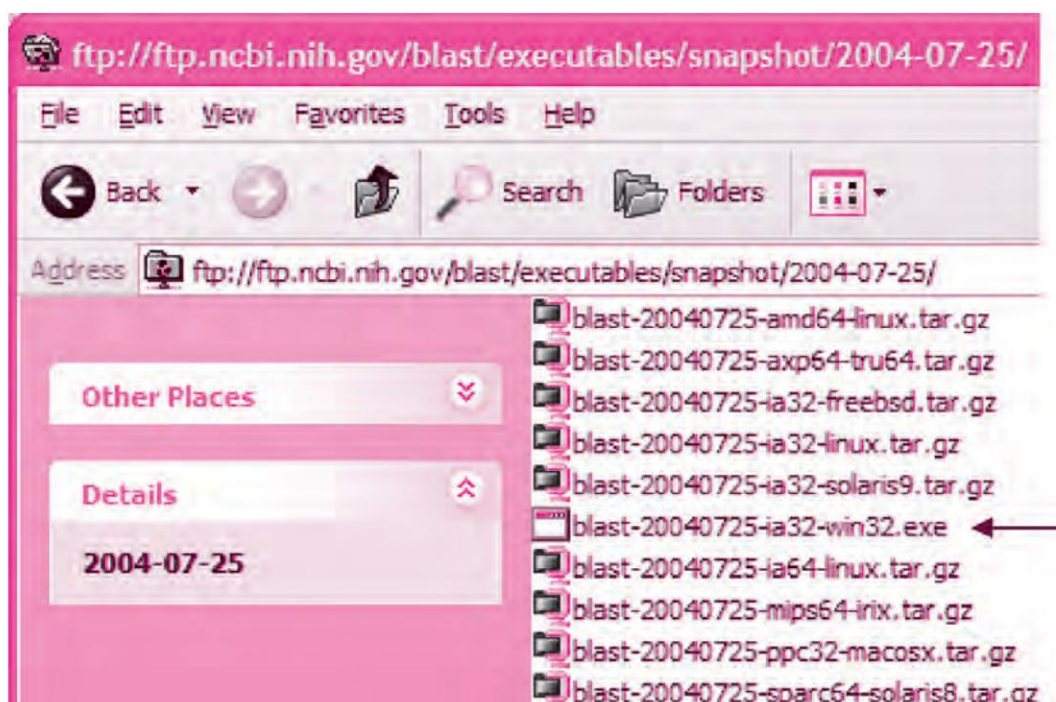 ftp://ftp.ncbi.nih.gov/blast/executables/snapshot/2004-07-25/
File Edit View Favorites Tools Help
Back Search Folders
Address ftp://ftp.ncbi.nih.gov/blast/executables/snapshot/2004-07-25/
Other Places
Details
2004-07-25
blast-20040725-amd64-linux.tar.gz
blast-20040725-axp64-tru64.tar.gz
blast-20040725-ia32-freebsd.tar.gz
blast-20040725-ia32-linux.tar.gz
blast-20040725-ia32-solaris9.tar.gz
blast-20040725-ia32-win32.exe
blast-20040725-ia64-linux.tar.gz
blast-20040725-mips64-irix.tar.gz
blast-20040725-ppc32-macosx.tar.gz
blast-20040725-sparc64-solaris8.tar.gz